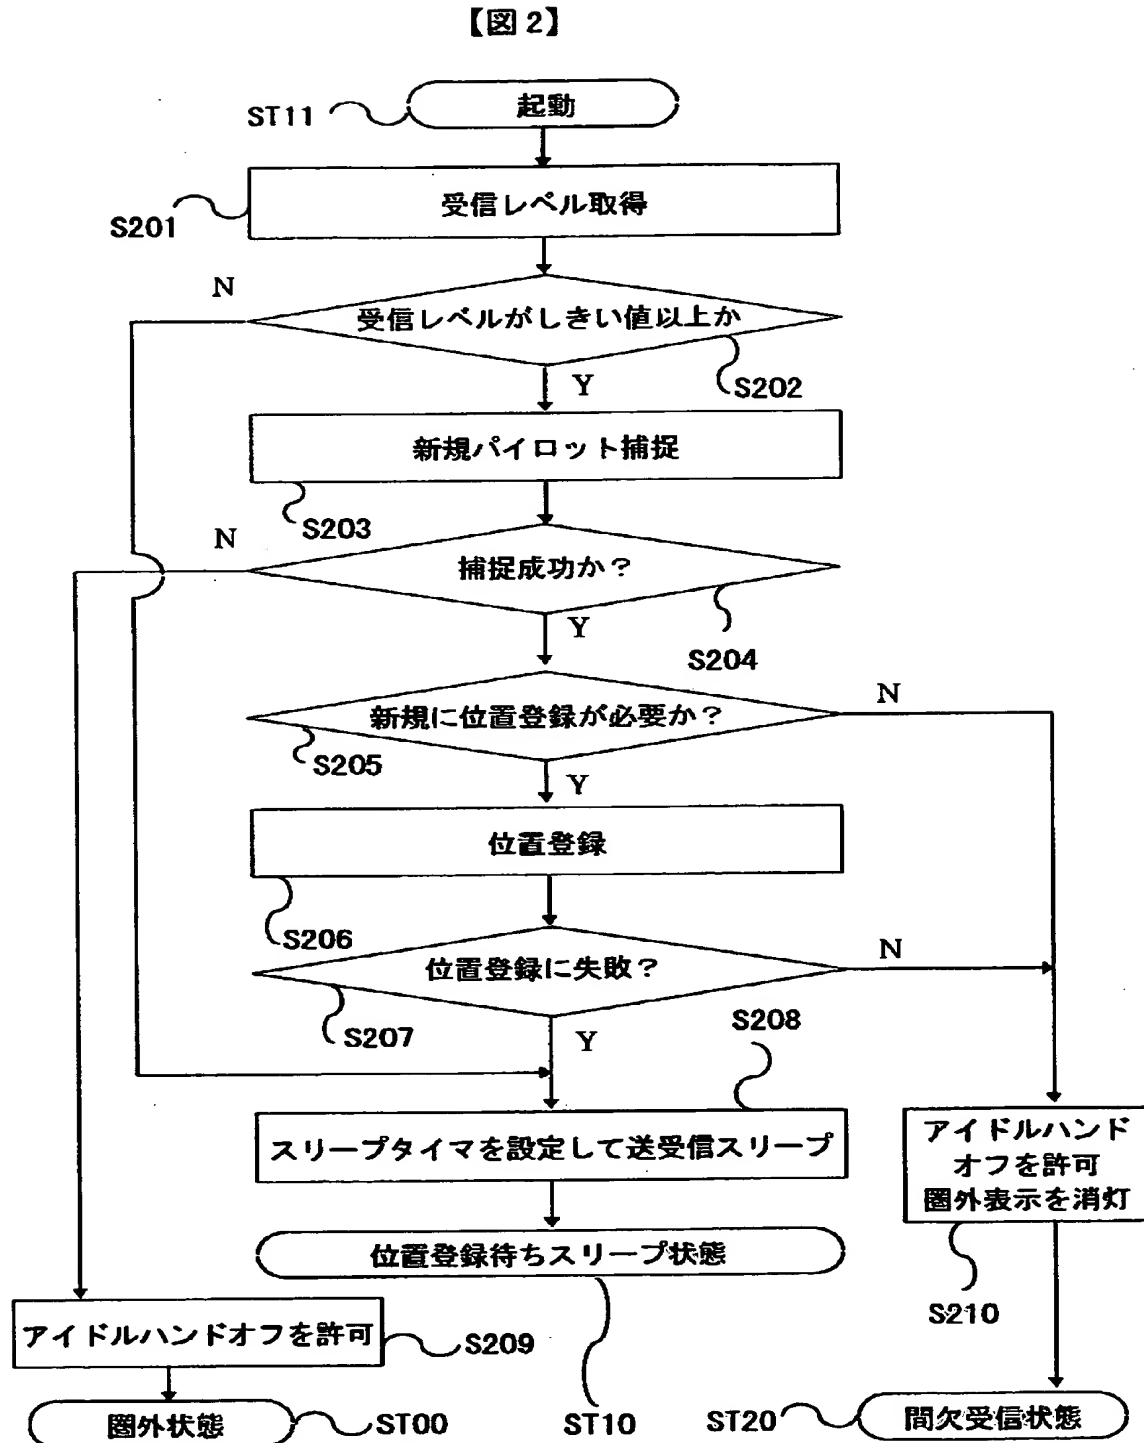 【図2】
ST11
起動
S201
受信レベル取得
N
受信レベルがしきい値以上か
Y
S202
新規パイロット捕捉
S203
N
捕捉成功か？
Y
S204
新規に位置登録が必要か？
N
S205
Y
位置登録
S206
位置登録に失敗？
N
S207
Y
S208
スリープタイマを設定して送受信スリープ
アイドルハンド
オフを許可
圏外表示を消灯
位置登録待ちスリープ状態
S210
アイドルハンドオフを許可
S209
圏外状態
ST00
ST10
ST20
間欠受信状態